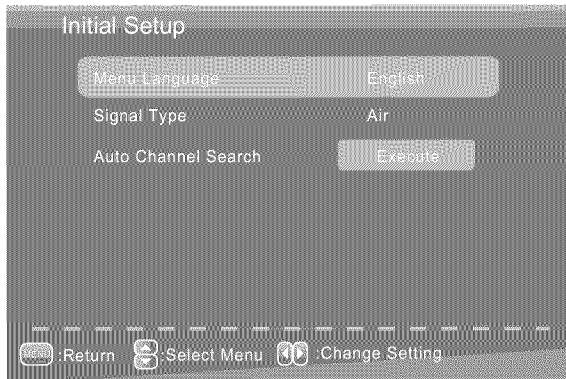 Initial Setup
Menu Language English
Signal Type Air
Auto Channel Search Execute
MENU :Return :Select Menu :Change Setting